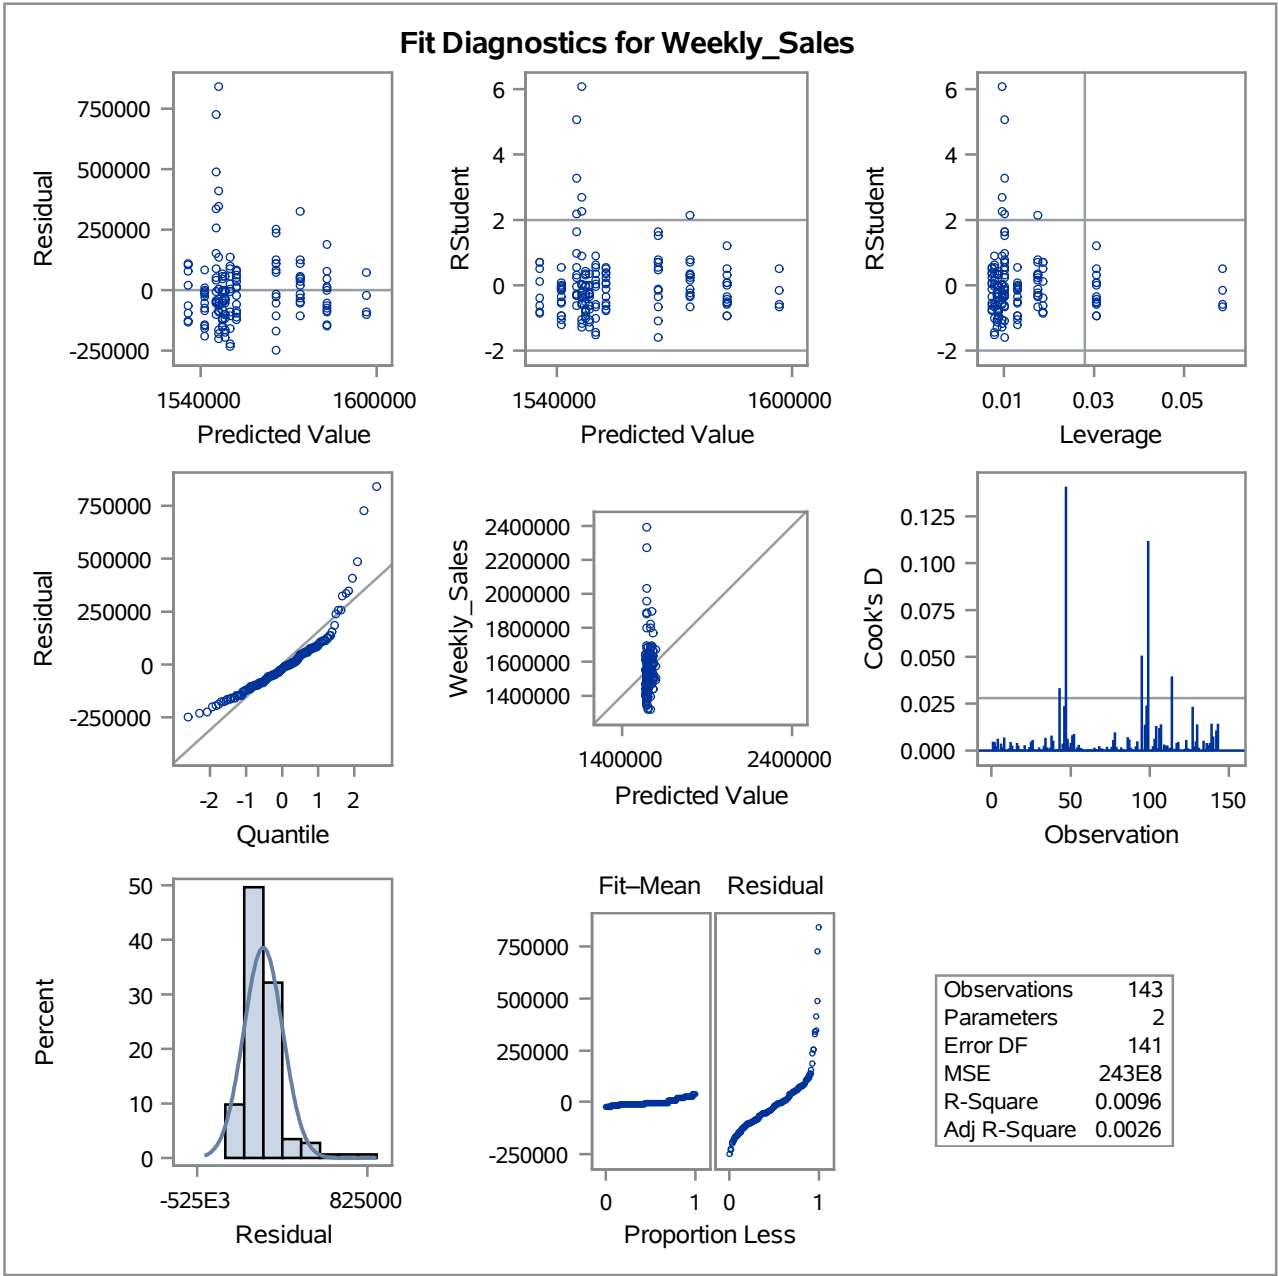 Fit Diagnostics for Weekly_Sales
750000
500000
250000
0
-250000
Residual
1540000 1600000
Predicted Value
6
4
2
0
-2
RStudent
1540000 1600000
Predicted Value
6
4
2
0
-2
RStudent
0.01 0.03 0.05
Leverage
750000
500000
250000
0
-250000
Residual
-2 -1 0 1 2
Quantile
2400000
2200000
2000000
1800000
1600000
1400000
Weekly_Sales
1400000 2400000
Predicted Value
0.125
0.100
0.075
0.050
0.025
0.000
Cook's D
0 50 100 150
Observation
50
40
30
20
10
0
Percent
-525E3 825000
Residual
Fit–Mean Residual
750000
500000
250000
0
-250000
0 1 0 1
Proportion Less
Observations 143
Parameters 2
Error DF 141
MSE 243E8
R-Square 0.0096
Adj R-Square 0.0026